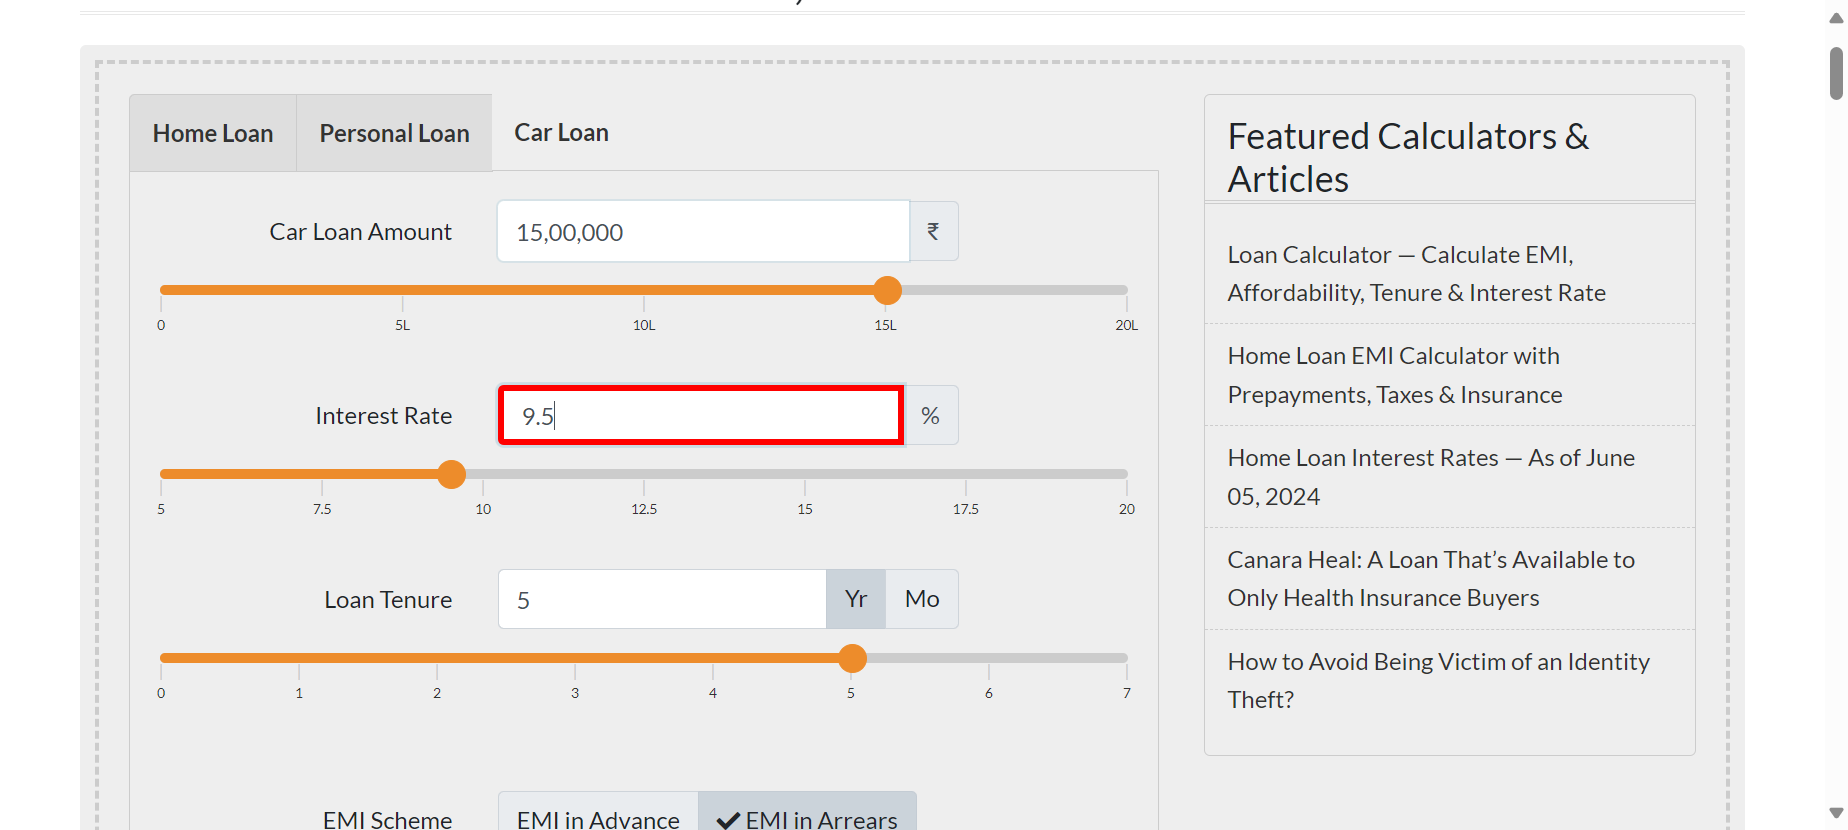 Home Loan
Personal Loan
Car Loan
Car Loan Amount
15,00,000
₹
0
5L
10L
15L
20L
Interest Rate
9.5
%
5
7.5
10
12.5
15
17.5
20
Loan Tenure
5
Yr
Mo
0
1
2
3
4
5
6
7
EMI Scheme
EMI in Advance
EMI in Arrears
Featured Calculators &
Articles
Loan Calculator — Calculate EMI,
Affordability, Tenure & Interest Rate
Home Loan EMI Calculator with
Prepayments, Taxes & Insurance
Home Loan Interest Rates — As of June
05, 2024
Canara Heal: A Loan That’s Available to
Only Health Insurance Buyers
How to Avoid Being Victim of an Identity
Theft?